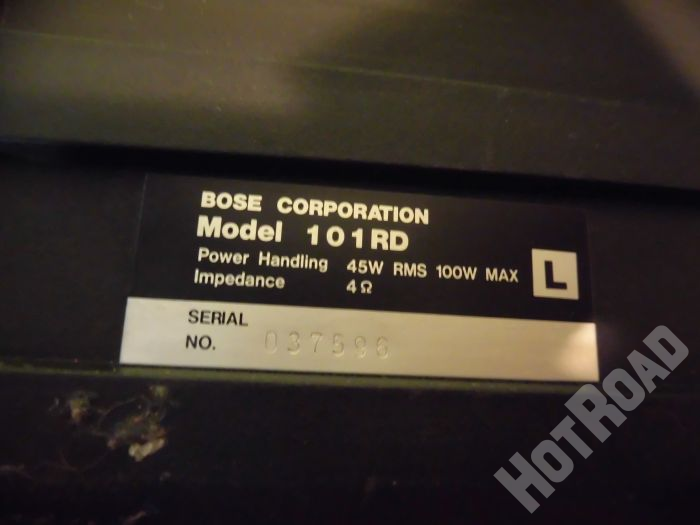 BOSE CORPORATION
Model 101RD
Power Handling 45W RMS 100W MAX
Impedance 4Ω
L
SERIAL
NO. 037596
HOTROAD